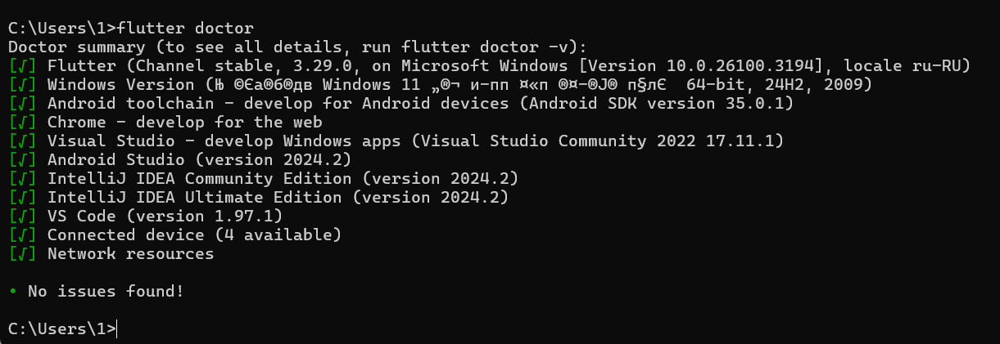 C:\Users\1>flutter doctor
Doctor summary (to see all details, run flutter doctor -v):
[√] Flutter (Channel stable, 3.29.0, on Microsoft Windows [Version 10.0.26100.3194], locale ru-RU)
[√] Windows Version (Њ ©Єа®б®дв Windows 11 „®¬ и-пп ¤«п ®¤-®Ј® п§лЄ  64-bit, 24H2, 2009)
[√] Android toolchain - develop for Android devices (Android SDK version 35.0.1)
[√] Chrome - develop for the web
[√] Visual Studio - develop Windows apps (Visual Studio Community 2022 17.11.1)
[√] Android Studio (version 2024.2)
[√] IntelliJ IDEA Community Edition (version 2024.2)
[√] IntelliJ IDEA Ultimate Edition (version 2024.2)
[√] VS Code (version 1.97.1)
[√] Connected device (4 available)
[√] Network resources
• No issues found!
C:\Users\1>